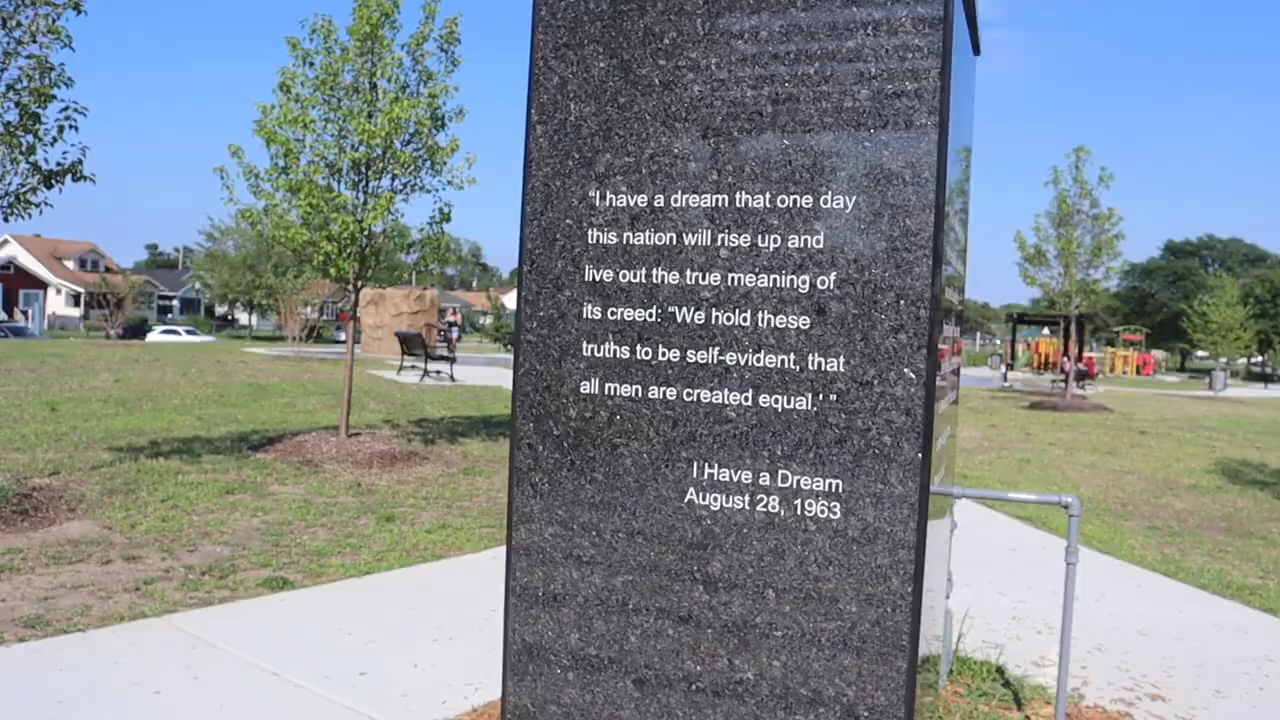 “I have a dream that one day
this nation will rise up and
live out the true meaning of
its creed: “We hold these
truths to be self-evident, that
all men are created equal.' ”
I Have a Dream
August 28, 1963